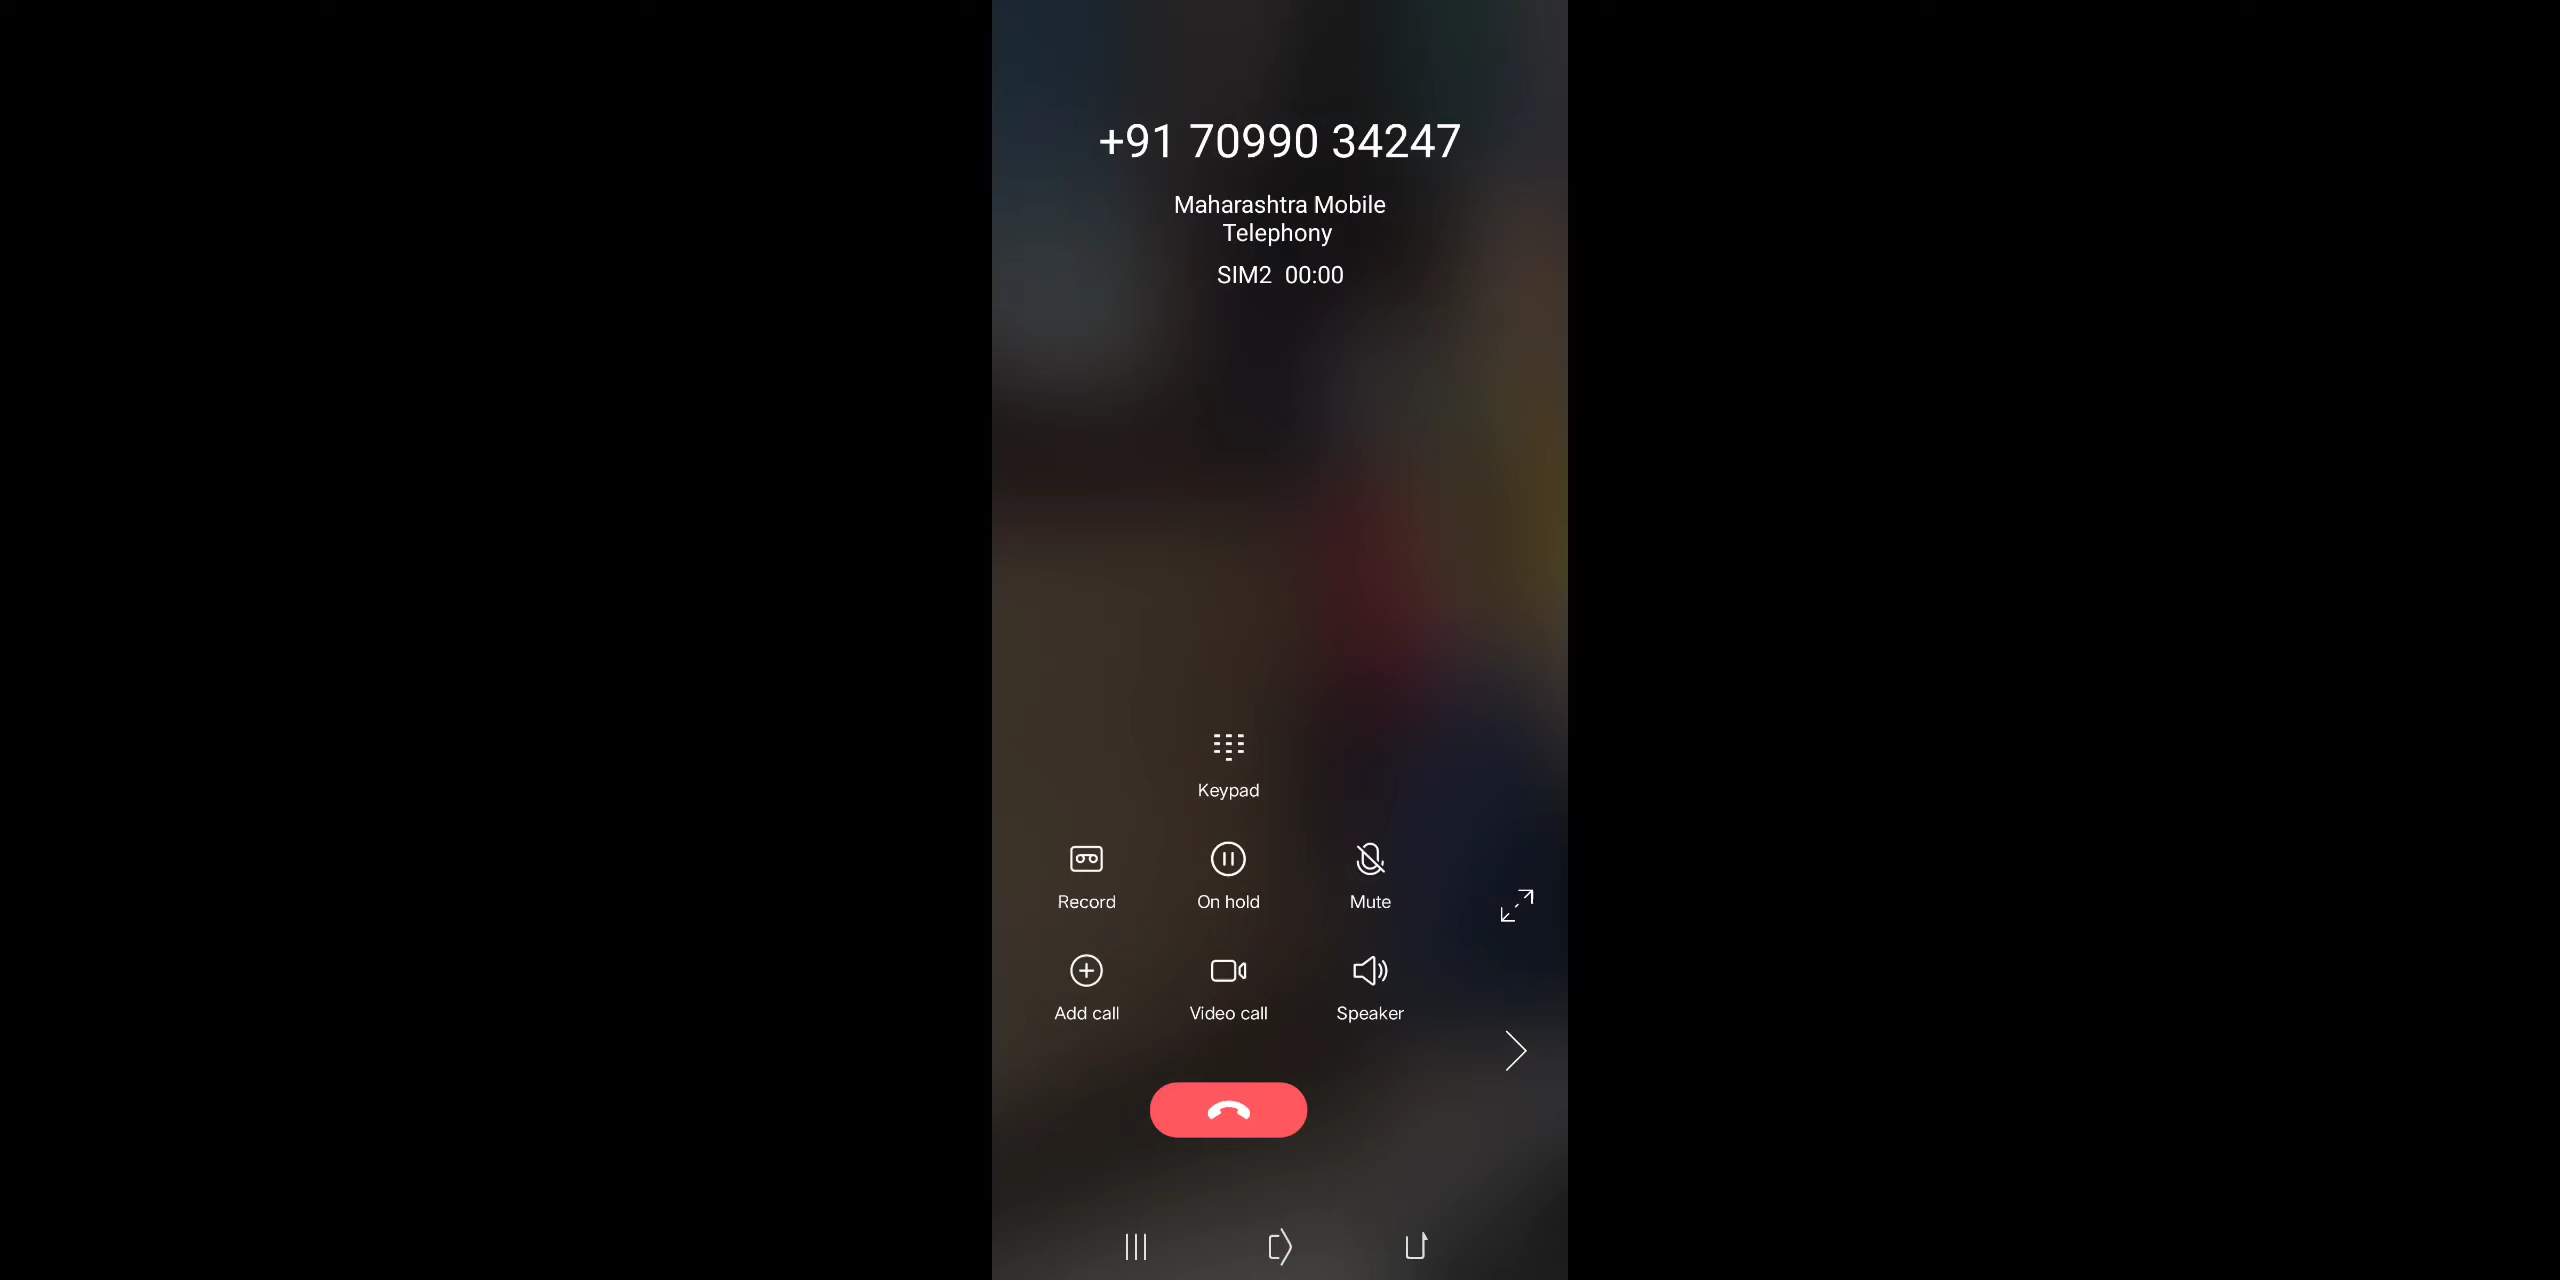 +91 70990 34247
Maharashtra Mobile
Telephony
SIM2 00:00
Keypad
Record On hold Mute
Add call Video call Speaker